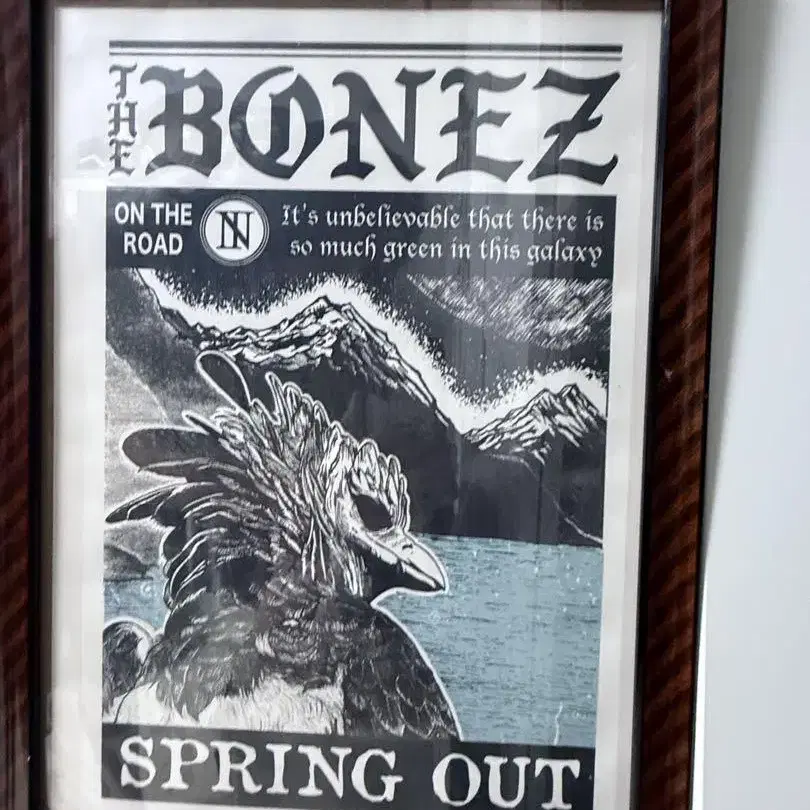 THE BONEZ
ON THE ROAD
N
It's unbelievable that there is
so much green in this galaxy
SPRING OUT